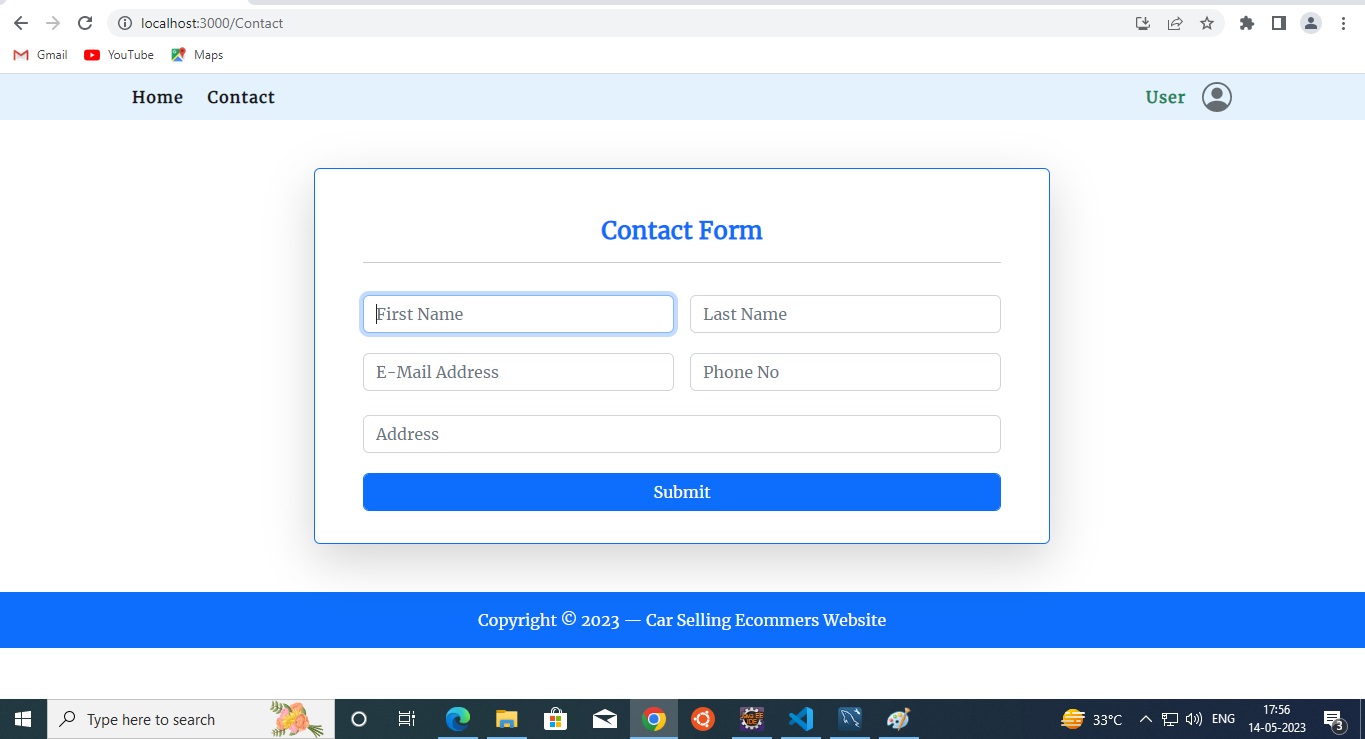 localhost:3000/Contact
Gmail YouTube Maps
Home Contact User
Contact Form
First Name Last Name
E-Mail Address Phone No
Address
Submit
Copyright © 2023 — Car Selling Ecommers Website
Type here to search 33°C ENG 17:56
14-05-2023 3